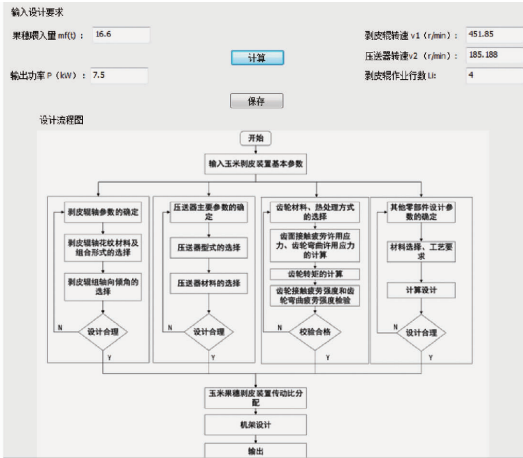 输入设计要求
果穗喂入量 mf(t)： 16.6
剥皮辊转速 v1（r/min）： 451.85
计算
压送器转速v2（r/min）： 185.188
输出功率 P（kW）： 7.5
剥皮辊作业行数 Li: 4
保存
设计流程图
开始
输入玉米剥皮装置基本参数
剥皮辊轴参数的确定
剥皮辊轴花纹材料及
组合形式的选择
剥皮辊组轴向倾角的
选择
设计合理
N
Y
压送器主要参数的确
定
压送器型式的选择
压送器材料的选择
设计合理
N
Y
齿轮材料、热处理方式
的选择
齿面接触疲劳许用应
力、齿轮弯曲许用应力
的计算
齿轮转矩的计算
齿轮接触疲劳强度和齿
轮弯曲疲劳强度检验
校验合格
N
Y
其他零部件设计参
数的确定
材料选择、工艺要
求
计算设计
设计合理
N
Y
玉米果穗剥皮装置传动比分
配
机架设计
输出